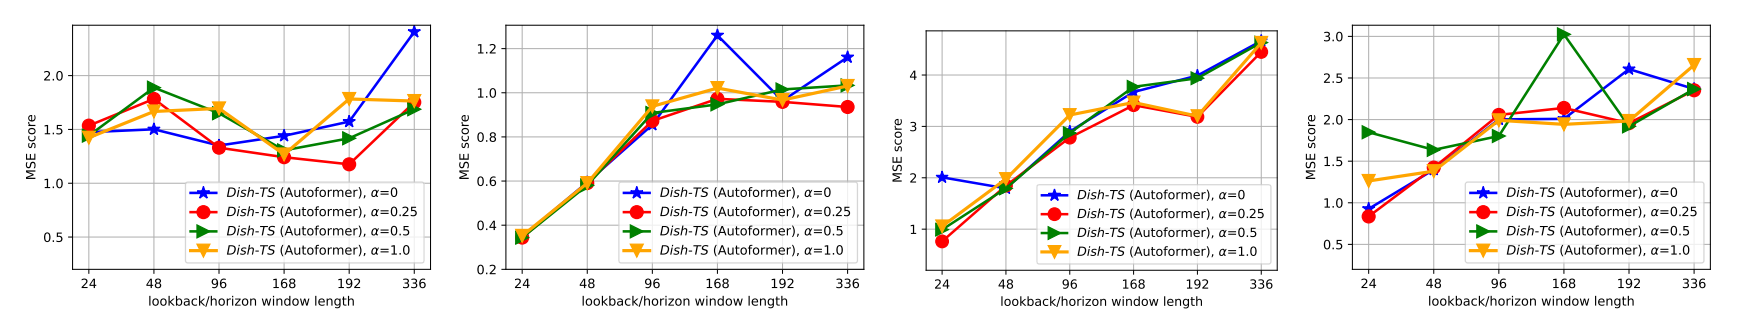 MSE score
2.0
1.5
1.0
0.5
Dish-TS (Autoformer), α=0
Dish-TS (Autoformer), α=0.25
Dish-TS (Autoformer), α=0.5
Dish-TS (Autoformer), α=1.0
24 48 96 168 192 336
lookback/horizon window length
MSE score
1.2
1.0
0.8
0.6
0.4
0.2
Dish-TS (Autoformer), α=0
Dish-TS (Autoformer), α=0.25
Dish-TS (Autoformer), α=0.5
Dish-TS (Autoformer), α=1.0
24 48 96 168 192 336
lookback/horizon window length
MSE score
4
3
2
1
Dish-TS (Autoformer), α=0
Dish-TS (Autoformer), α=0.25
Dish-TS (Autoformer), α=0.5
Dish-TS (Autoformer), α=1.0
24 48 96 168 192 336
lookback/horizon window length
MSE score
3.0
2.5
2.0
1.5
1.0
0.5
Dish-TS (Autoformer), α=0
Dish-TS (Autoformer), α=0.25
Dish-TS (Autoformer), α=0.5
Dish-TS (Autoformer), α=1.0
24 48 96 168 192 336
lookback/horizon window length